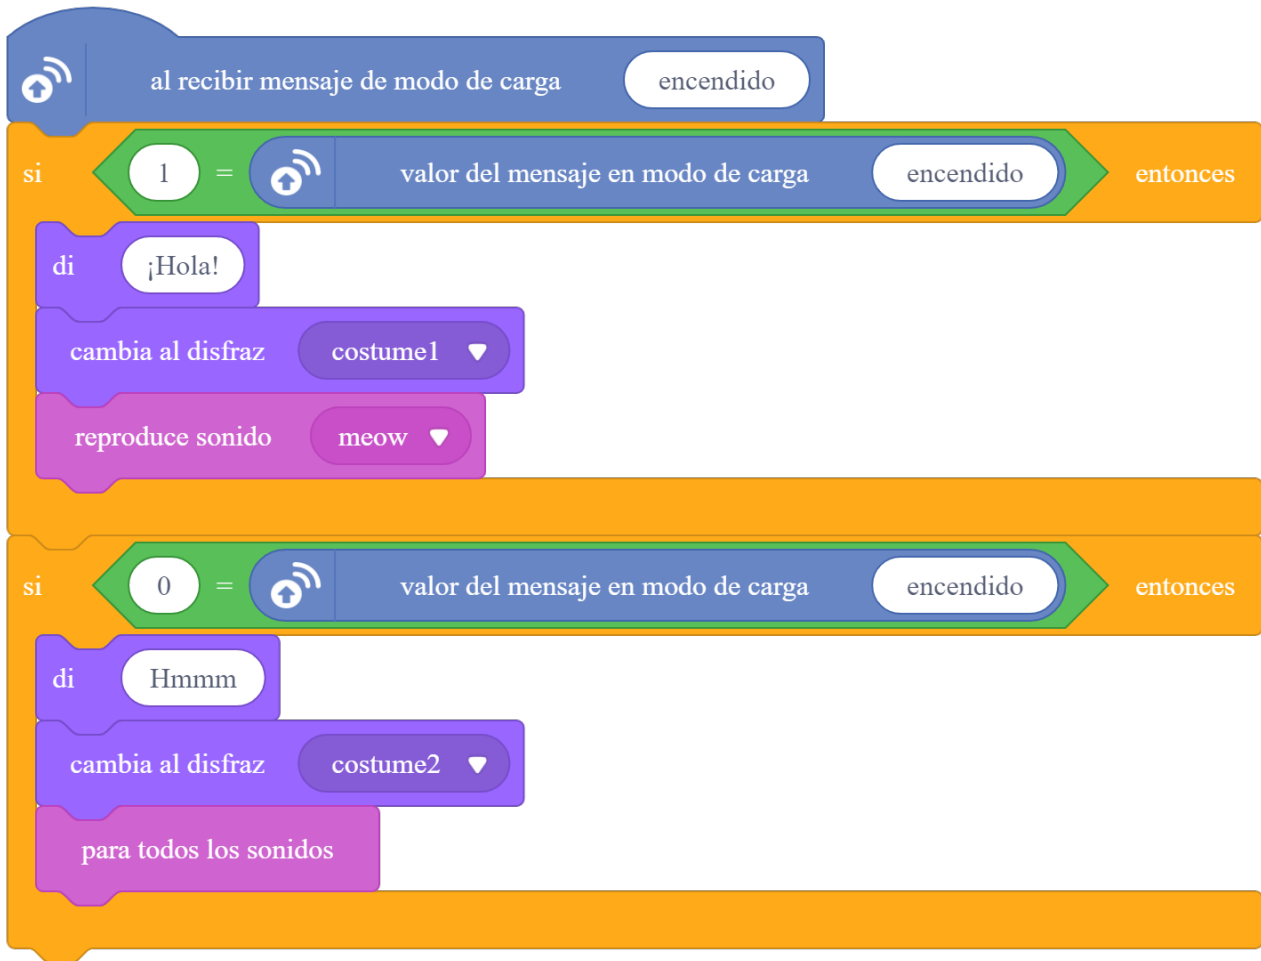 al recibir mensaje de modo de carga encendido
si 1 = valor del mensaje en modo de carga encendido entonces
di ¡Hola!
cambia al disfraz costume1
reproduce sonido meow
si 0 = valor del mensaje en modo de carga encendido entonces
di Hmmm
cambia al disfraz costume2
para todos los sonidos